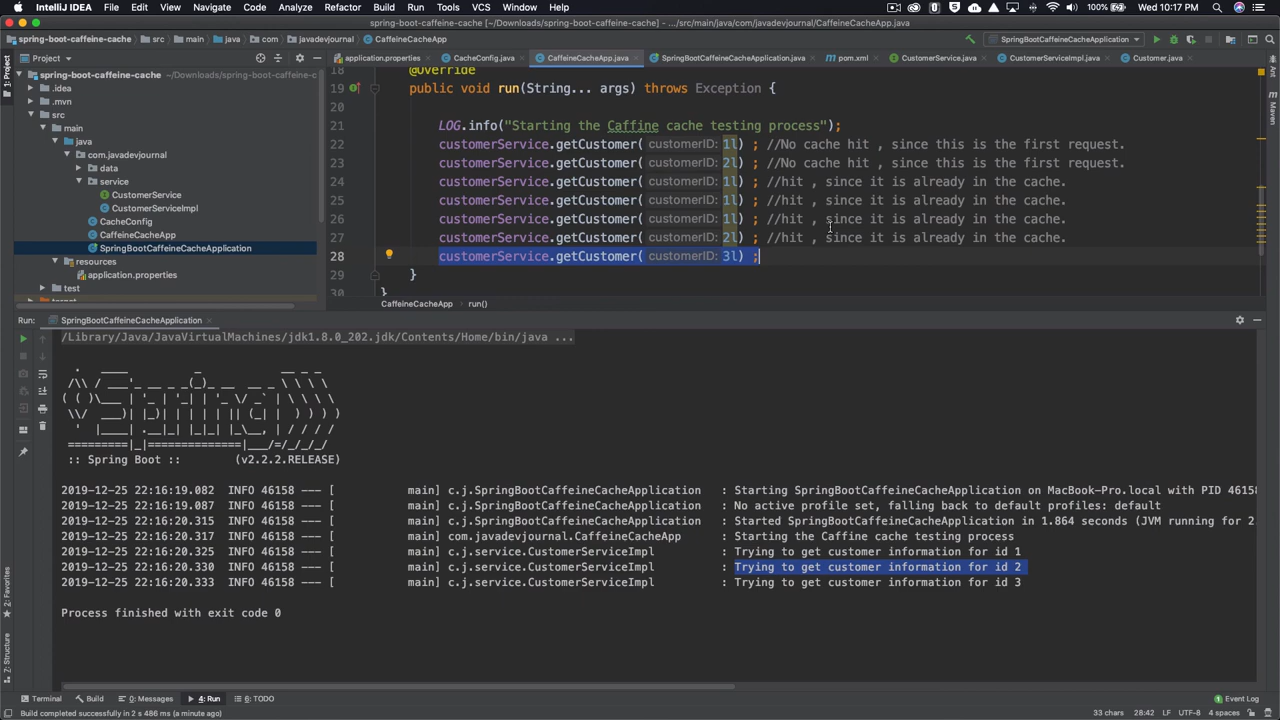 IntelliJ IDEA File Edit View Navigate Code Analyze Refactor Build Run Tools VCS Window Help 100% Wed 10:17 PM
spring-boot-caffeine-cache [~/Downloads/spring-boot-caffeine-cache] - .../src/main/java/com/javadevjournal/CaffeineCacheApp.java
spring-boot-caffeine-cache src main java com javadevjournal CaffeineCacheApp SpringBootCaffeineCacheApplication
Project application.properties CacheConfig.java CaffeineCacheApp.java SpringBootCaffeineCacheApplication.java pom.xml CustomerService.java CustomerServiceImpl.java Customer.java
spring-boot-caffeine-cache ~/Downloads/spring-boot-caffeine-c
.idea
.mvn
src
main
java
com.javadevjournal
data
service
CustomerService
CustomerServiceImpl
CacheConfig
CaffeineCacheApp
SpringBootCaffeineCacheApplication
resources
application.properties
test
1: Project
Ant
Maven
18 @Override
19 public void run(String... args) throws Exception {
20
21 LOG.info("Starting the Caffine cache testing process");
22 customerService.getCustomer( customerID: 1l) ; //No cache hit , since this is the first request.
23 customerService.getCustomer( customerID: 2l) ; //No cache hit , since this is the first request.
24 customerService.getCustomer( customerID: 1l) ; //hit , since it is already in the cache.
25 customerService.getCustomer( customerID: 1l) ; //hit , since it is already in the cache.
26 customerService.getCustomer( customerID: 1l) ; //hit , since it is already in the cache.
27 customerService.getCustomer( customerID: 2l) ; //hit , since it is already in the cache.
28 customerService.getCustomer( customerID: 3l) ;
29 }
30 }
CaffeineCacheApp run()
Run: SpringBootCaffeineCacheApplication
/Library/Java/JavaVirtualMachines/jdk1.8.0_202.jdk/Contents/Home/bin/java ...
:: Spring Boot :: (v2.2.2.RELEASE)
2019-12-25 22:16:19.082 INFO 46158 --- [ main] c.j.SpringBootCaffeineCacheApplication : Starting SpringBootCaffeineCacheApplication on MacBook-Pro.local with PID 46158
2019-12-25 22:16:19.087 INFO 46158 --- [ main] c.j.SpringBootCaffeineCacheApplication : No active profile set, falling back to default profiles: default
2019-12-25 22:16:20.315 INFO 46158 --- [ main] c.j.SpringBootCaffeineCacheApplication : Started SpringBootCaffeineCacheApplication in 1.864 seconds (JVM running for 2.
2019-12-25 22:16:20.317 INFO 46158 --- [ main] com.javadevjournal.CaffeineCacheApp : Starting the Caffine cache testing process
2019-12-25 22:16:20.325 INFO 46158 --- [ main] c.j.service.CustomerServiceImpl : Trying to get customer information for id 1
2019-12-25 22:16:20.330 INFO 46158 --- [ main] c.j.service.CustomerServiceImpl : Trying to get customer information for id 2
2019-12-25 22:16:20.333 INFO 46158 --- [ main] c.j.service.CustomerServiceImpl : Trying to get customer information for id 3
Process finished with exit code 0
2: Favorites
7: Structure
Terminal Build 0: Messages 4: Run 6: TODO Event Log
Build completed successfully in 2 s 486 ms (a minute ago) 33 chars 28:42 LF UTF-8 4 spaces